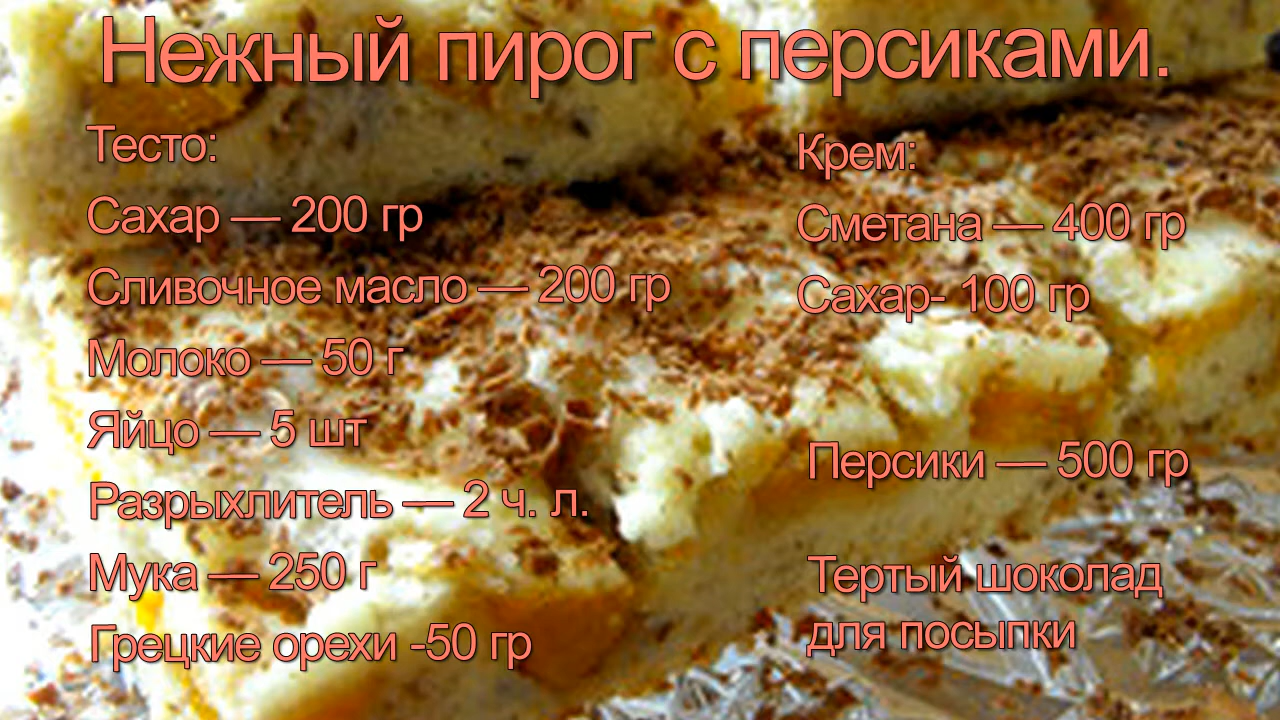 Нежный пирог с персиками.
Тесто:
Сахар — 200 гр
Сливочное масло — 200 гр
Молоко — 50 г
Яйцо — 5 шт
Разрыхлитель — 2 ч. л.
Мука — 250 г
Грецкие орехи -50 гр
Крем:
Сметана — 400 гр
Сахар- 100 гр
Персики — 500 гр
Тертый шоколад
для посыпки